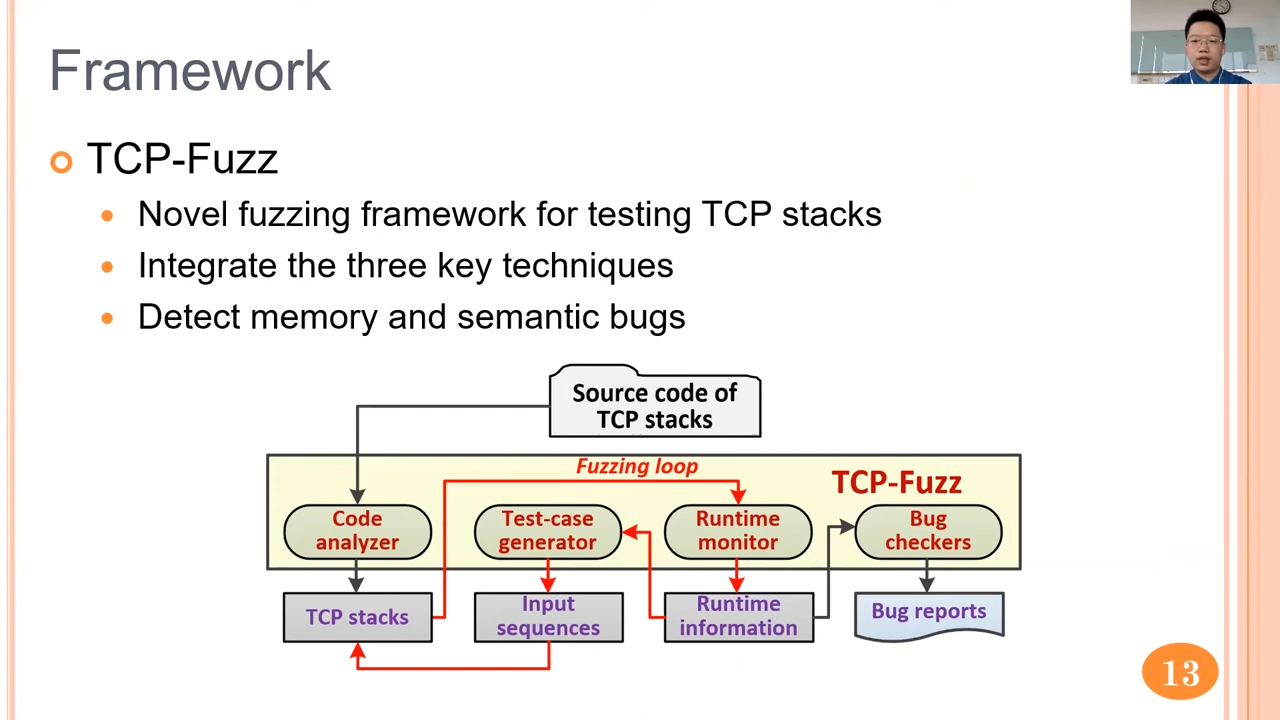 Framework
TCP-Fuzz
Novel fuzzing framework for testing TCP stacks
Integrate the three key techniques
Detect memory and semantic bugs
Source code of
TCP stacks
Fuzzing loop
TCP-Fuzz
Code
analyzer
Test-case
generator
Runtime
monitor
Bug
checkers
TCP stacks
Input
sequences
Runtime
information
Bug reports
13